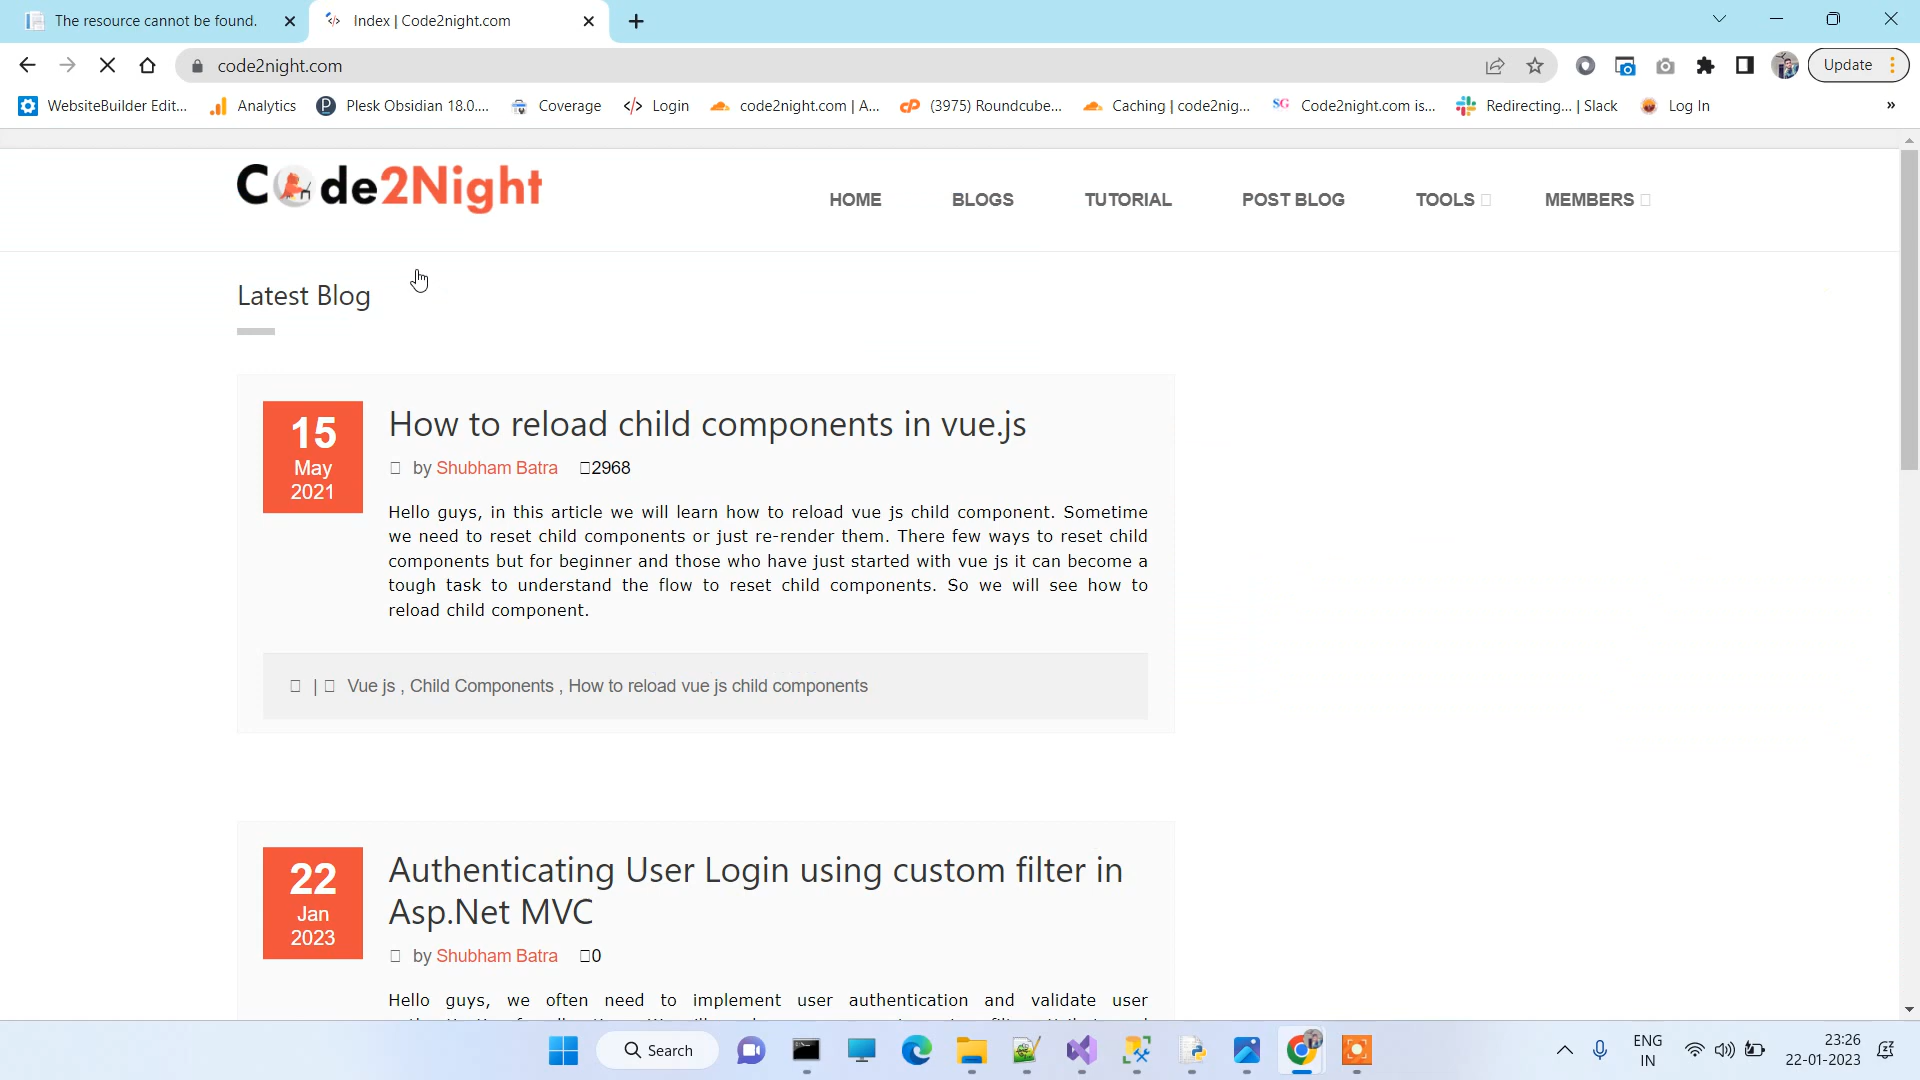 The resource cannot be found.
Index | Code2night.com
code2night.com
Update
WebsiteBuilder Edit...
Analytics
Plesk Obsidian 18.0....
Coverage
Login
code2night.com | A...
(3975) Roundcube...
Caching | code2nig...
SG
Code2night.com is...
Redirecting... | Slack
Log In
»
Code2Night
HOME
BLOGS
TUTORIAL
POST BLOG
TOOLS
MEMBERS
Latest Blog
15
May
2021
How to reload child components in vue.js
by Shubham Batra 2968
Hello guys, in this article we will learn how to reload vue js child component. Sometime
we need to reset child components or just re-render them. There few ways to reset child
components but for beginner and those who have just started with vue js it can become a
tough task to understand the flow to reset child components. So we will see how to
reload child component.
| Vue js , Child Components , How to reload vue js child components
22
Jan
2023
Authenticating User Login using custom filter in
Asp.Net MVC
by Shubham Batra 0
Hello guys, we often need to implement user authentication and validate user
Search
ENG
IN
23:26
22-01-2023